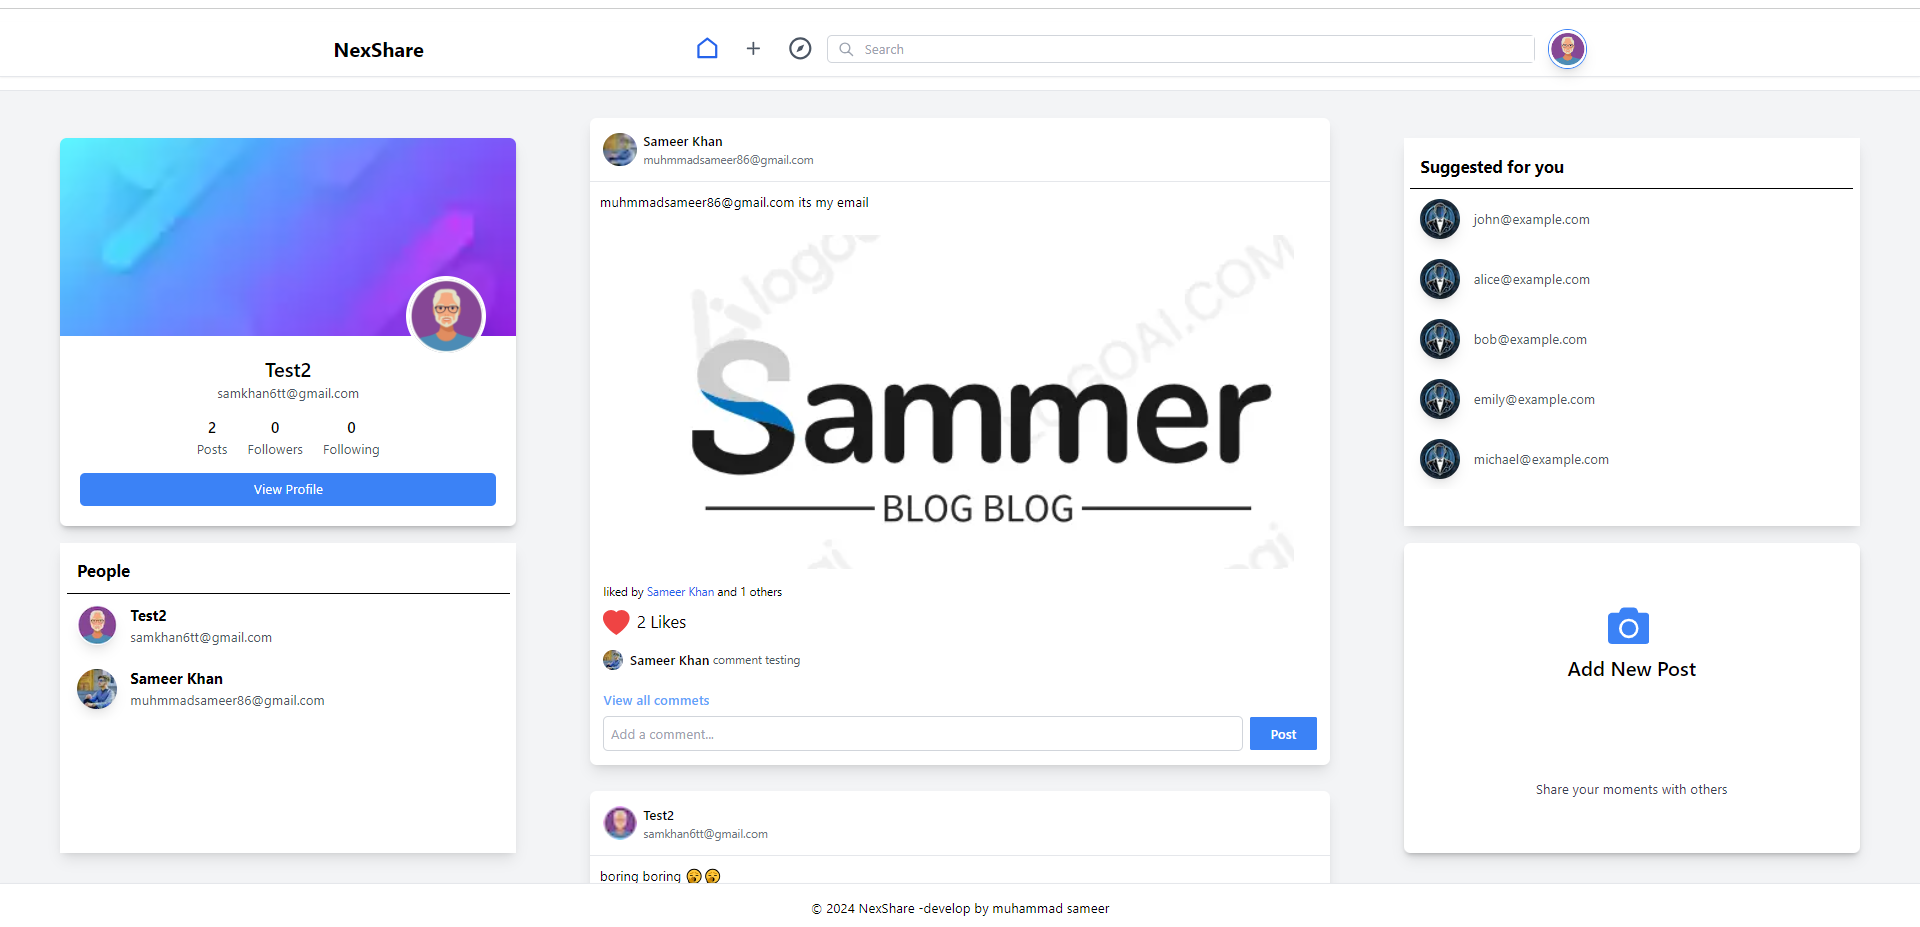 NexShare
Search
Test2
samkhan6tt@gmail.com
2
0
0
Posts
Followers
Following
View Profile
People
Test2
samkhan6tt@gmail.com
Sameer Khan
muhmmadsameer86@gmail.com
Sameer Khan
muhmmadsameer86@gmail.com
muhmmadsameer86@gmail.com its my email
logo
LOGOAI.COM
Sammer
BLOG BLOG
ai
gai
liked by Sameer Khan and 1 others
2 Likes
Sameer Khan comment testing
View all commets
Add a comment...
Post
Test2
samkhan6tt@gmail.com
boring boring 🥱🥱
Suggested for you
john@example.com
alice@example.com
bob@example.com
emily@example.com
michael@example.com
Add New Post
Share your moments with others
© 2024 NexShare -develop by muhammad sameer